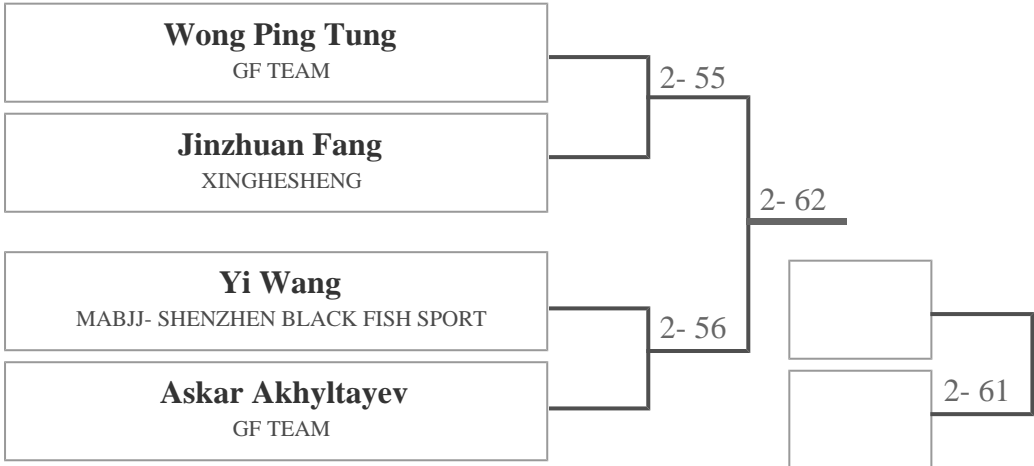 Wong Ping Tung
GF TEAM
2- 55
Jinzhuan Fang
XINGHESHENG
2- 62
Yi Wang
MABJJ- SHENZHEN BLACK FISH SPORT
2- 56
Askar Akhyltayev
GF TEAM
2- 61